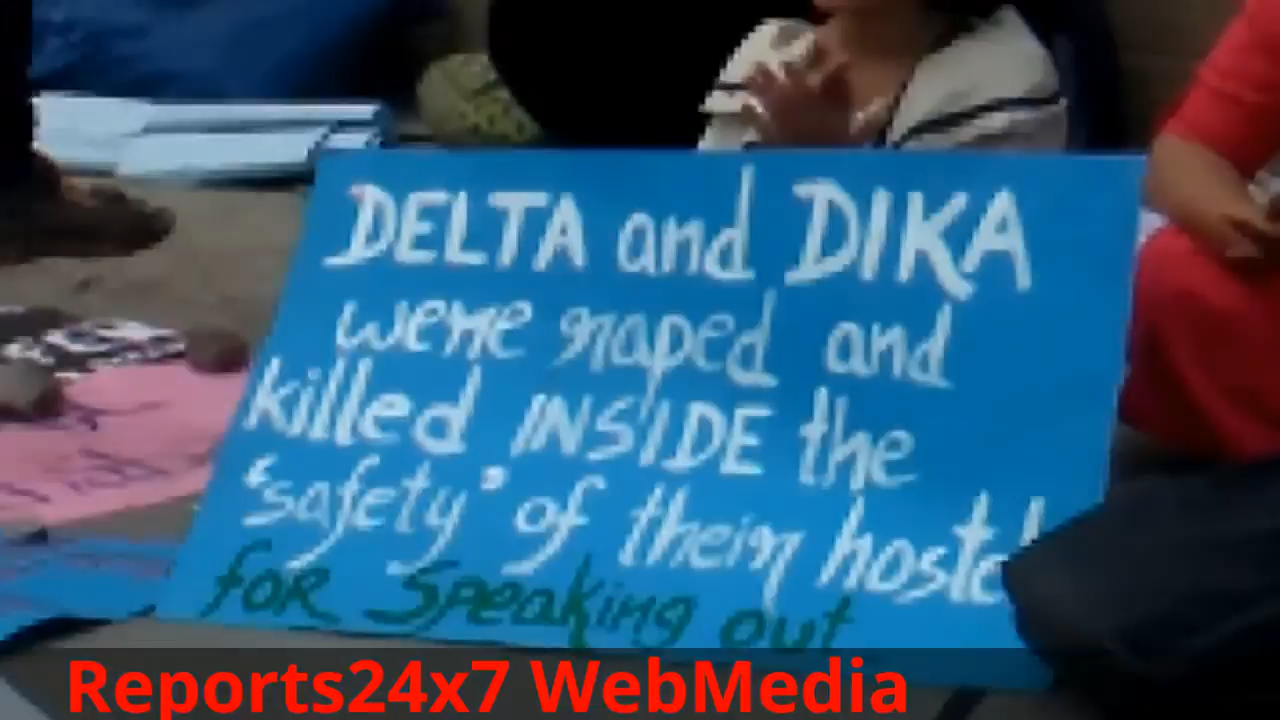 DELTA and DIKA
were raped and
killed INSIDE the
"safety" of their hostel
for speaking out
Reports24x7 WebMedia